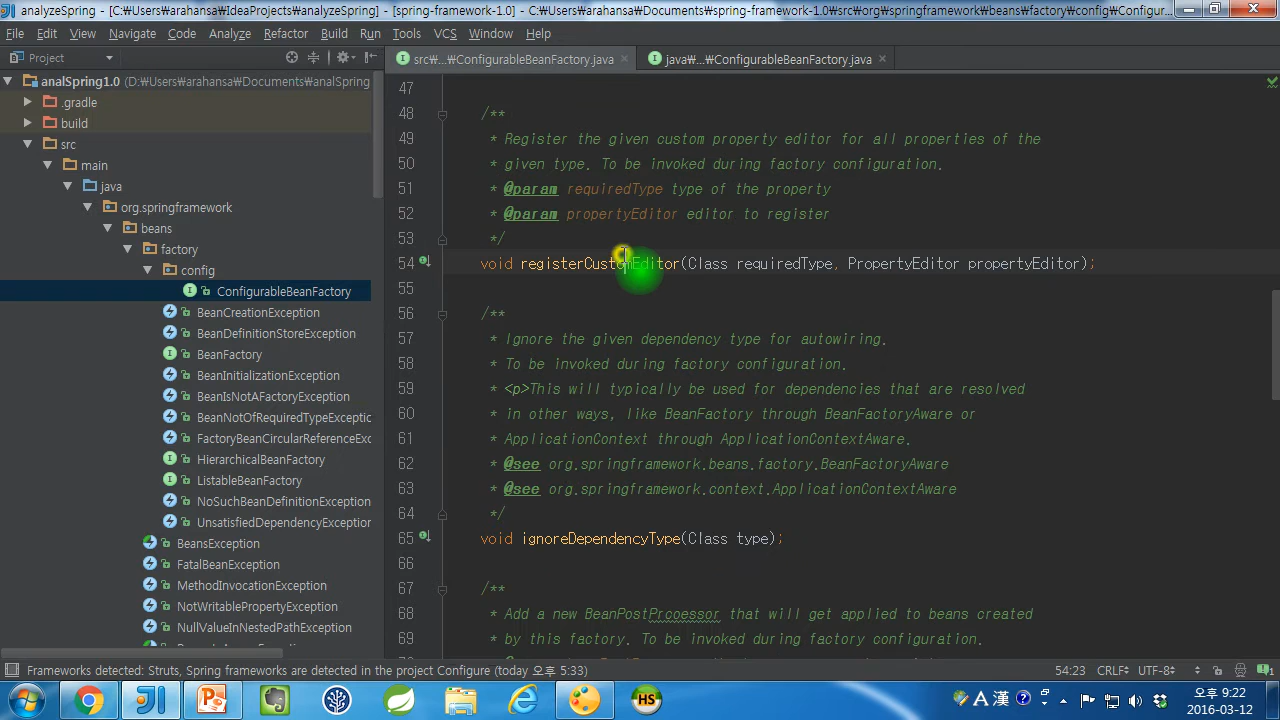 analyzeSpring - [C:₩Users₩arahansa₩IdeaProjects₩analyzeSpring] - [spring-framework-1.0] - C:₩Users₩arahansa₩Documents₩spring-framework-1.0₩src₩org₩springframework₩beans₩factory₩config₩Configur...
File Edit View Navigate Code Analyze Refactor Build Run Tools VCS Window Help
Project
src₩...₩ConfigurableBeanFactory.java
java₩...₩ConfigurableBeanFactory.java
analSpring1.0 (D:₩Users₩arahansa₩Documents₩analSpring
.gradle
build
src
main
java
org.springframework
beans
factory
config
ConfigurableBeanFactory
BeanCreationException
BeanDefinitionStoreException
BeanFactory
BeanInitializationException
BeanIsNotAFactoryException
BeanNotOfRequiredTypeExceptic
FactoryBeanCircularReferenceExc
HierarchicalBeanFactory
ListableBeanFactory
NoSuchBeanDefinitionException
UnsatisfiedDependencyException
BeansException
FatalBeanException
MethodInvocationException
NotWritablePropertyException
NullValueInNestedPathException
47
48 /**
49 * Register the given custom property editor for all properties of the
50 * given type. To be invoked during factory configuration.
51 * @param requiredType type of the property
52 * @param propertyEditor editor to register
53 */
54 void registerCustomEditor(Class requiredType, PropertyEditor propertyEditor);
55
56 /**
57 * Ignore the given dependency type for autowiring.
58 * To be invoked during factory configuration.
59 * <p>This will typically be used for dependencies that are resolved
60 * in other ways, like BeanFactory through BeanFactoryAware or
61 * ApplicationContext through ApplicationContextAware.
62 * @see org.springframework.beans.factory.BeanFactoryAware
63 * @see org.springframework.context.ApplicationContextAware
64 */
65 void ignoreDependencyType(Class type);
66
67 /**
68 * Add a new BeanPostPrcoessor that will get applied to beans created
69 * by this factory. To be invoked during factory configuration.
Frameworks detected: Struts, Spring frameworks are detected in the project Configure (today 오후 5:33)
54:23 CRLF UTF-8
A 漢
오후 9:22
2016-03-12